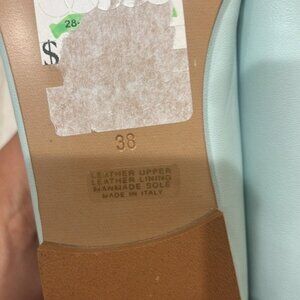 28-
$
38
LEATHER UPPER
LEATHER LINING
MANMADE SOLE
MADE IN ITALY